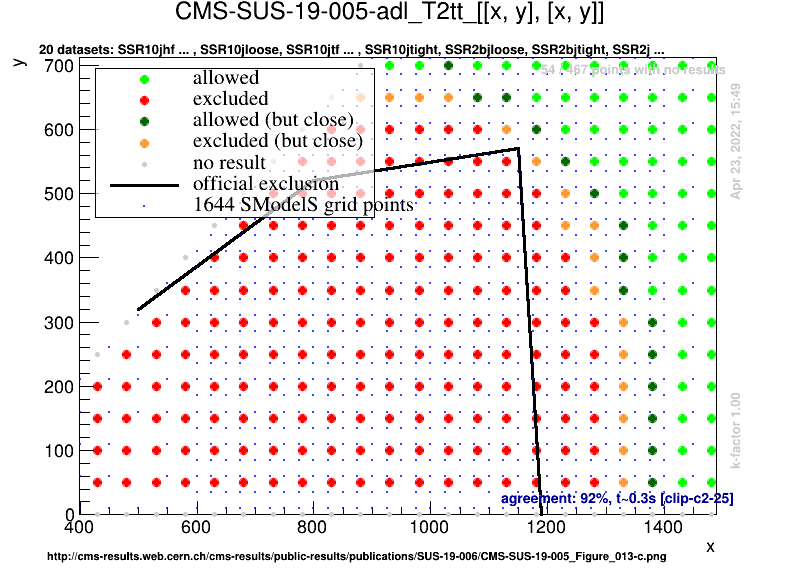 CMS-SUS-19-005-adl_T2tt_[[x, y], [x, y]]
20 datasets: SSR10jhf ... , SSR10jloose, SSR10jtf ... , SSR10jtight, SSR2bjloose, SSR2bjtight, SSR2j ...
y
54 / 467 points with no results
allowed
excluded
allowed (but close)
excluded (but close)
no result
official exclusion
1644 SModelS grid points
700
600
500
400
300
200
100
0
Apr 23, 2022, 15:49
k-factor 1.00
agreement: 92%, t~0.3s [clip-c2-25]
400 600 800 1000 1200 1400
x
http://cms-results.web.cern.ch/cms-results/public-results/publications/SUS-19-006/CMS-SUS-19-005_Figure_013-c.png